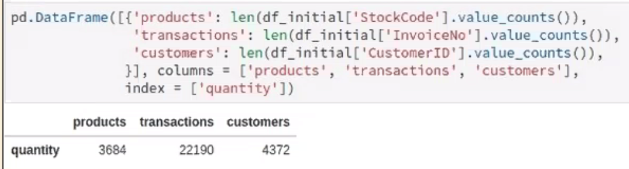 pd.DataFrame([{'products': len(df_initial['StockCode'].value_counts()),
'transactions': len(df_initial['InvoiceNo'].value_counts()),
'customers': len(df_initial['CustomerID'].value_counts()),
}], columns = ['products', 'transactions', 'customers'],
index = ['quantity'])
products transactions customers
quantity 3684 22190 4372